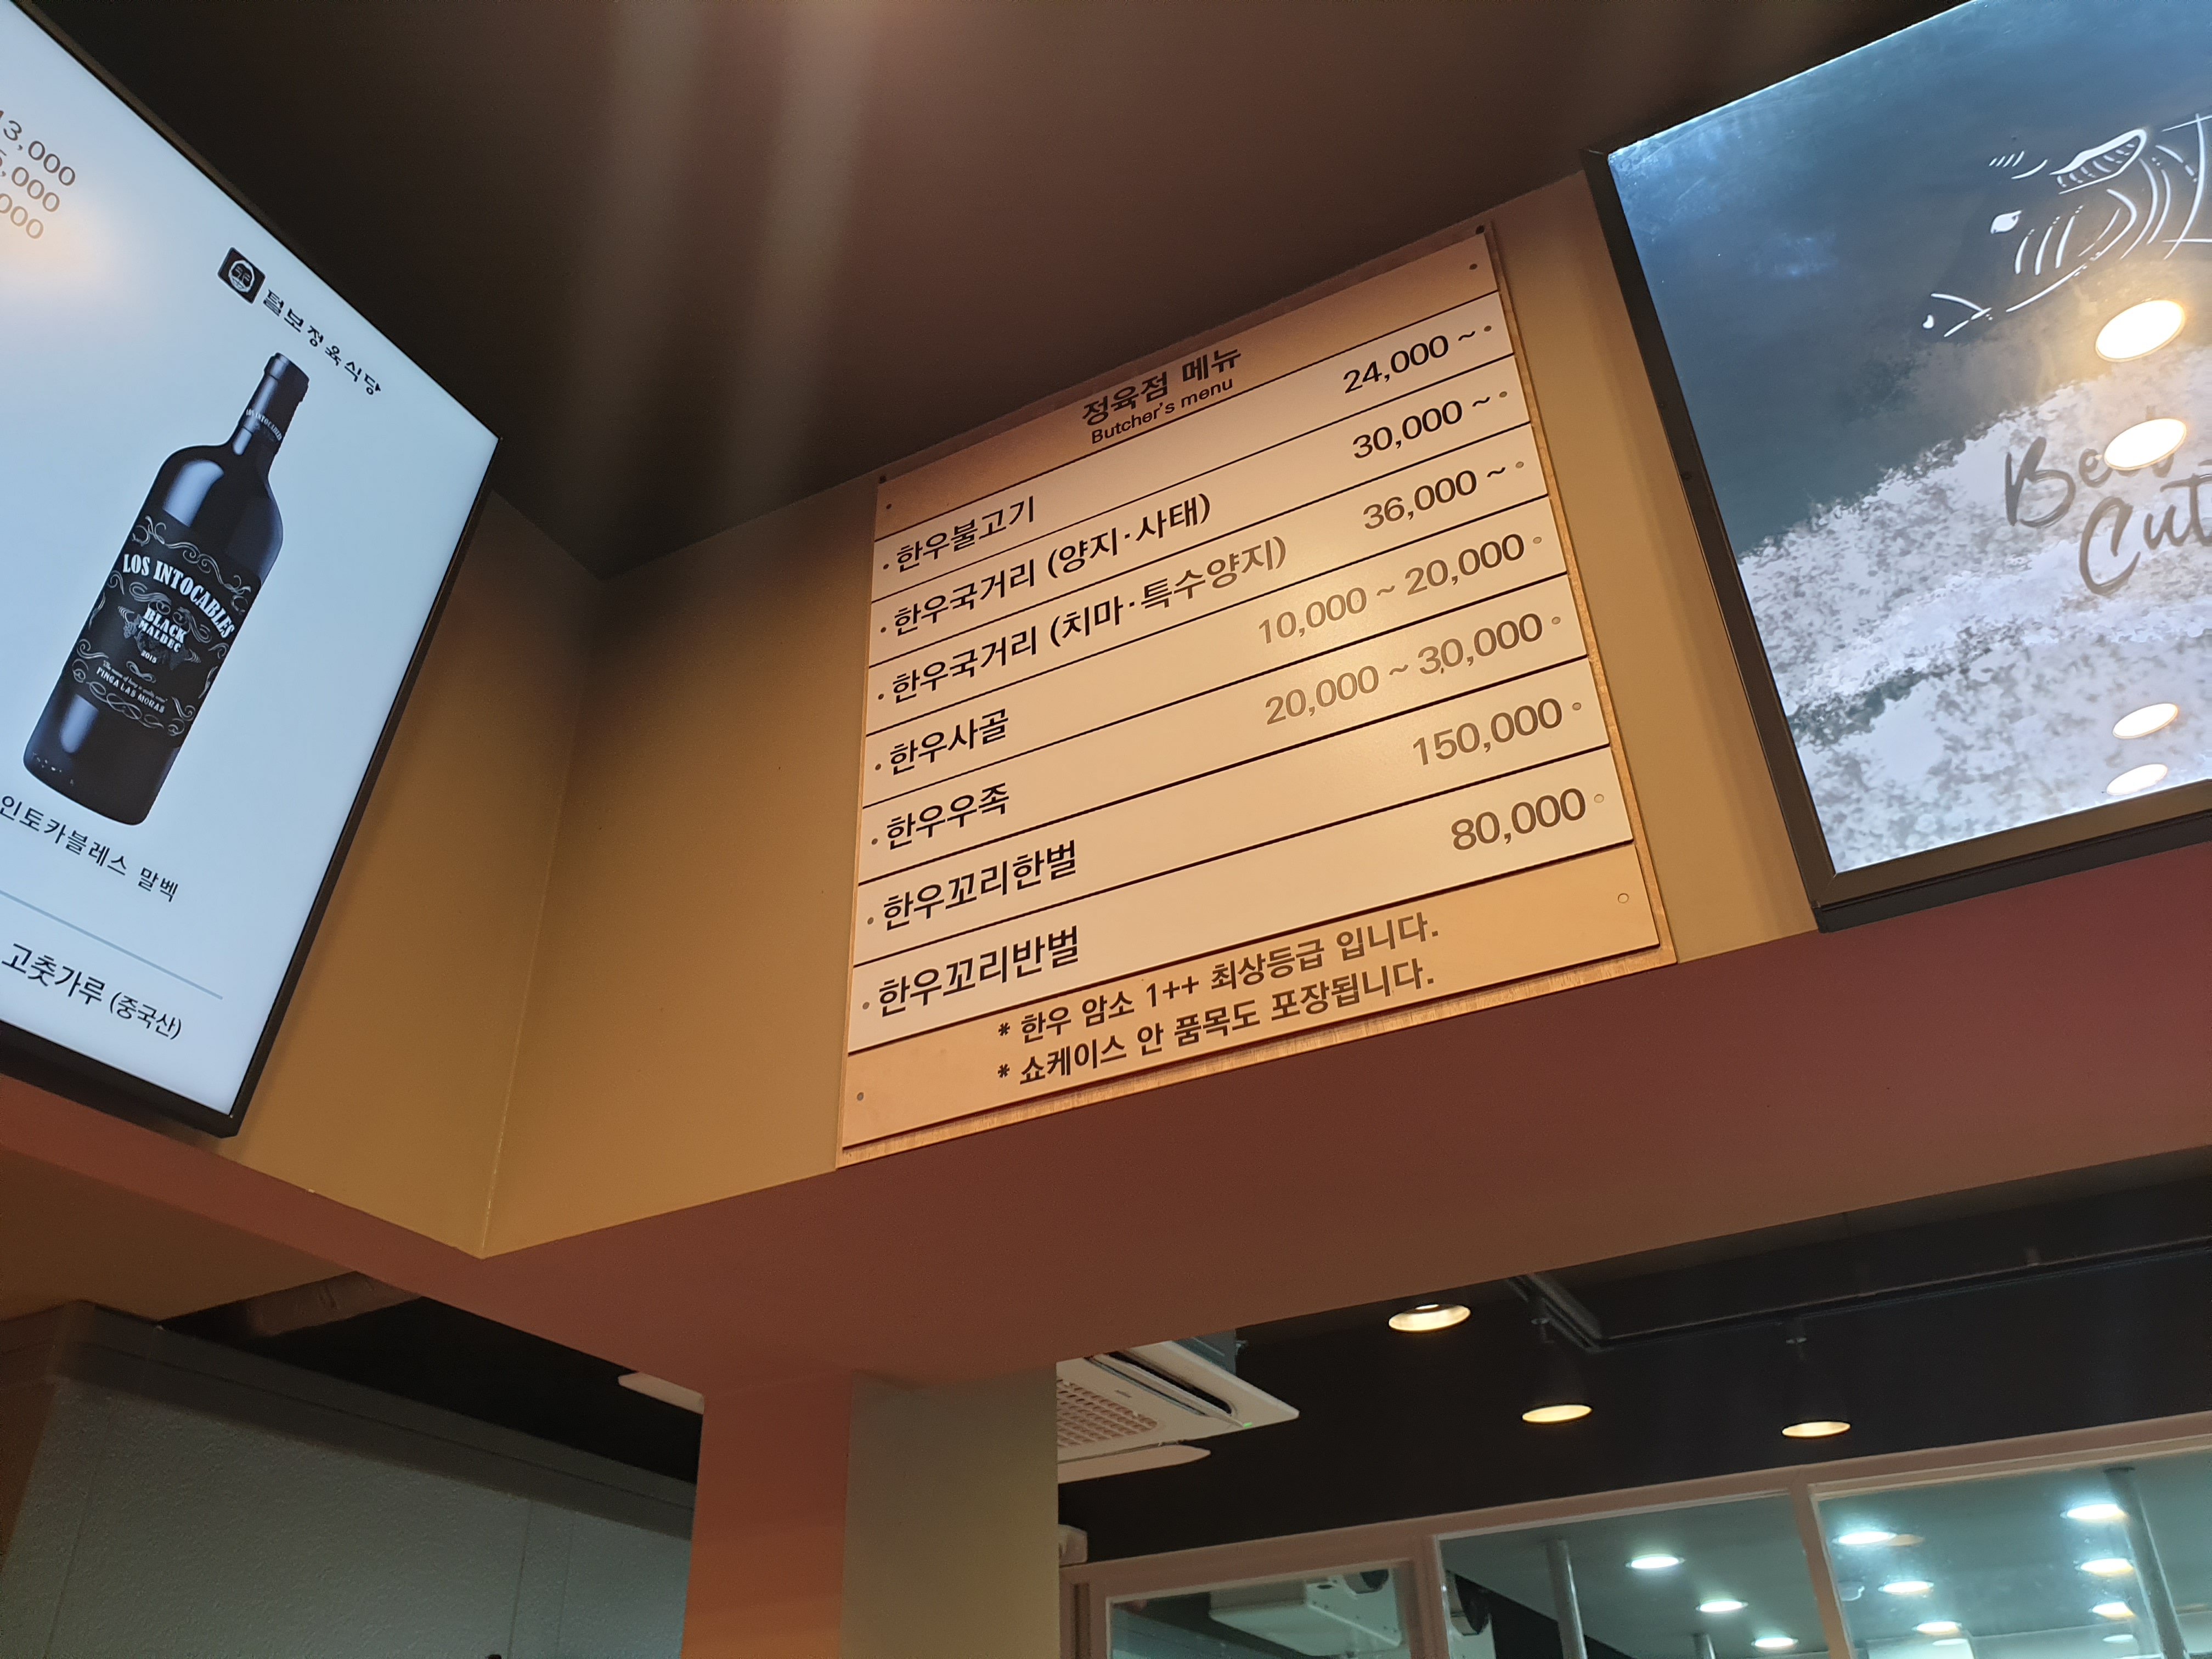 13,000
5,000
000
털보정육식당
LOS INTOCABLES
BLACK
MALBEC
2015
FINCA LAS MORAS
인토카블레스 말벡
고춧가루 (중국산)
정육점 메뉴
Butcher's menu
한우불고기 24,000 ~
한우국거리 (양지·사태) 30,000 ~
한우국거리 (치마·특수양지) 36,000 ~
한우사골 10,000 ~ 20,000
한우우족 20,000 ~ 30,000
한우꼬리한벌 150,000
한우꼬리반벌 80,000
* 한우 암소 1++ 최상등급 입니다.
* 쇼케이스 안 품목도 포장됩니다.